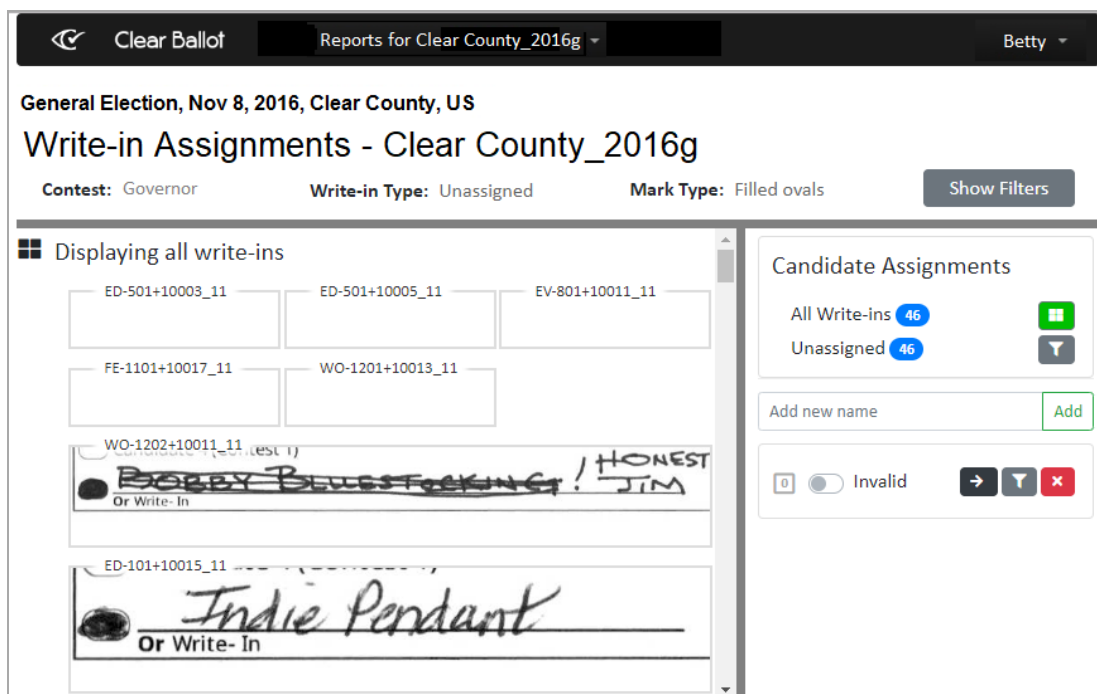 Clear Ballot Reports for Clear County_2016g Betty
General Election, Nov 8, 2016, Clear County, US
Write-in Assignments - Clear County_2016g
Contest: Governor Write-in Type: Unassigned Mark Type: Filled ovals Show Filters
Displaying all write-ins
ED-501+10003_11 ED-501+10005_11 EV-801+10011_11
FE-1101+10017_11 WO-1201+10013_11
WO-1202+10011_11
BOBBY BLUESTOCKING! / HONEST
JIM
Or Write- In
ED-101+10015_11
Indie Pendant
Or Write- In
Candidate Assignments
All Write-ins 46
Unassigned 46
Add new name Add
0 Invalid